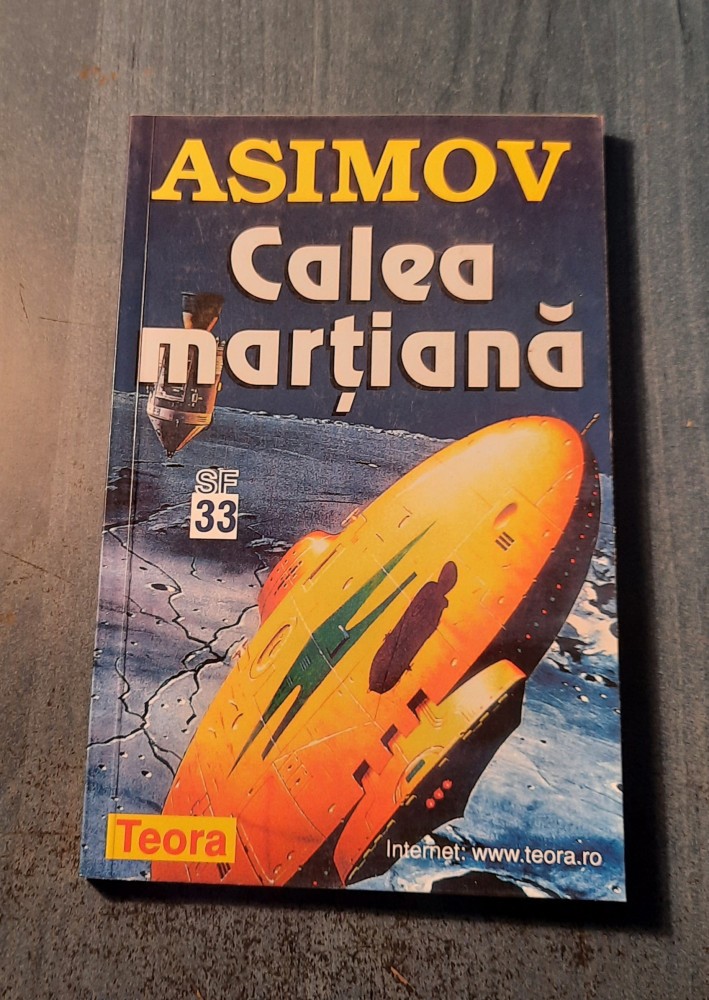 ASIMOV
Calea
marțiană
SF
33
Teora
Internet: www.teora.ro